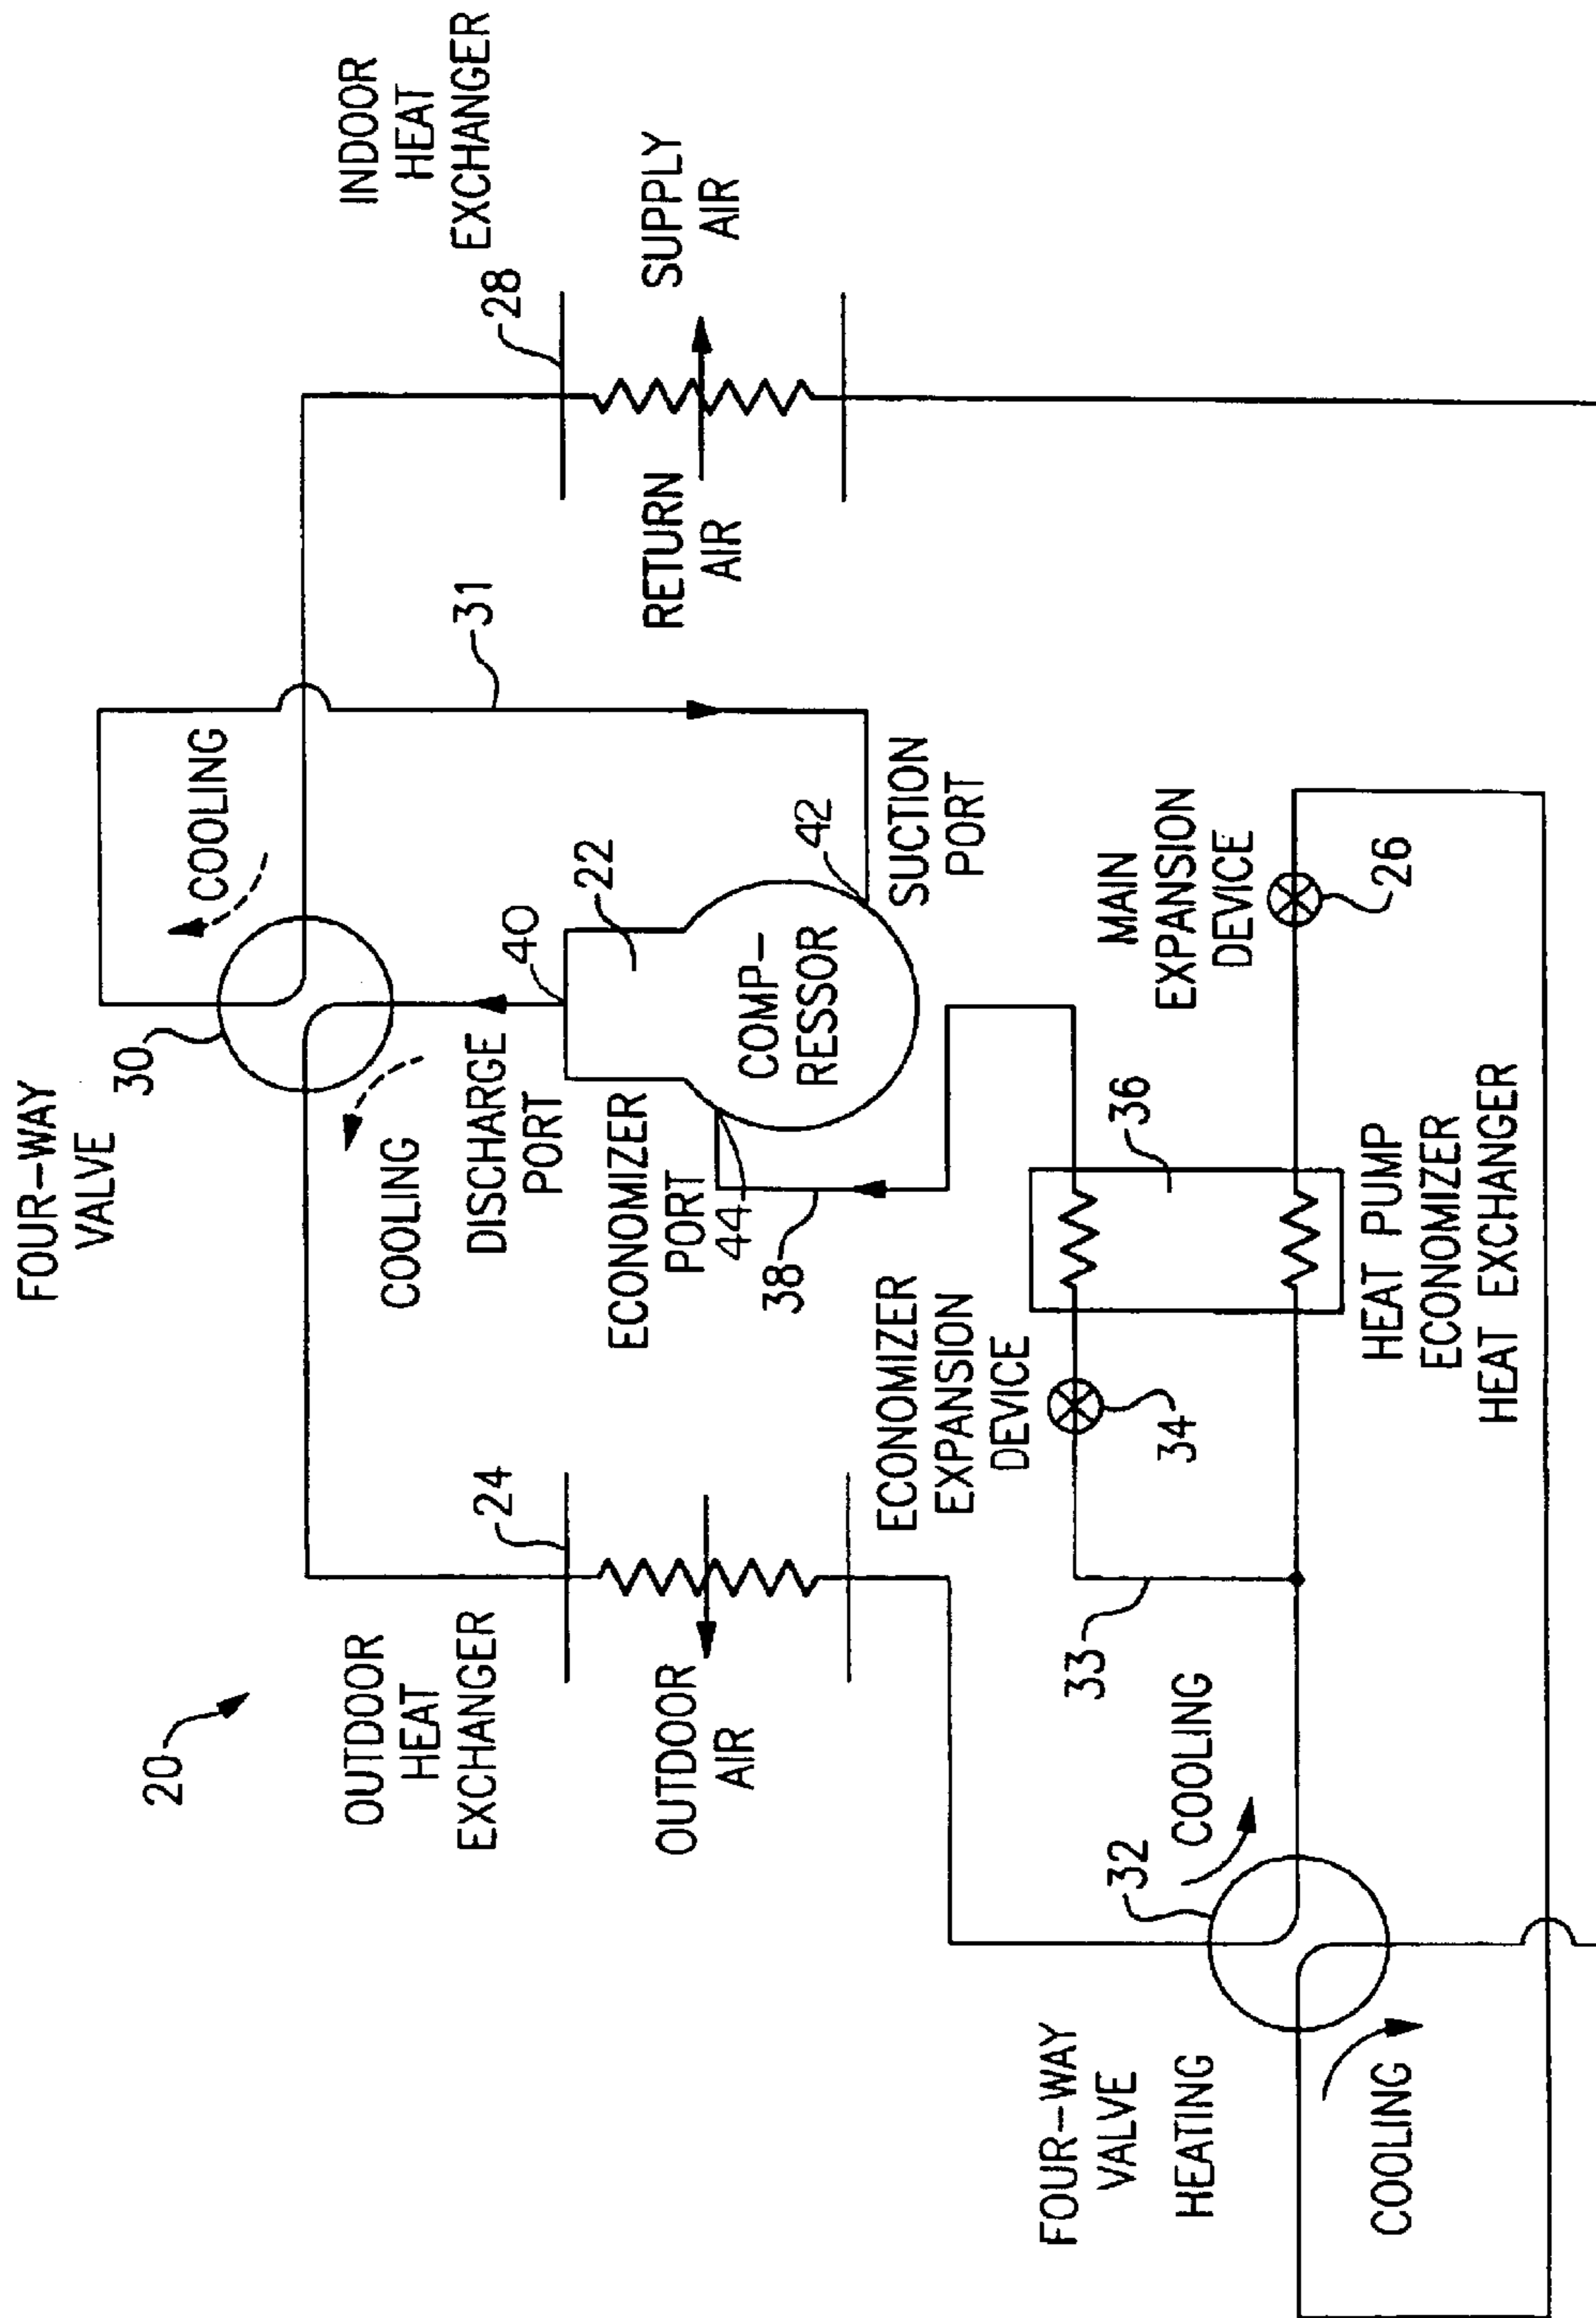 20
FOUR-WAY
VALVE
30
COOLING
COOLING
OUTDOOR
HEAT
EXCHANGER
24
OUTDOOR
AIR
DISCHARGE
PORT
40
22
COMP-
RESSOR
ECONOMIZER
PORT
44
38
42
SUCTION
PORT
31
INDOOR
HEAT
EXCHANGER
28
RETURN
AIR
SUPPLY
AIR
ECONOMIZER
EXPANSION
DEVICE
34
33
36
MAIN
EXPANSION
DEVICE
26
HEAT PUMP
ECONOMIZER
HEAT EXCHANGER
FOUR-WAY
VALVE
HEATING
32
COOLING
COOLING